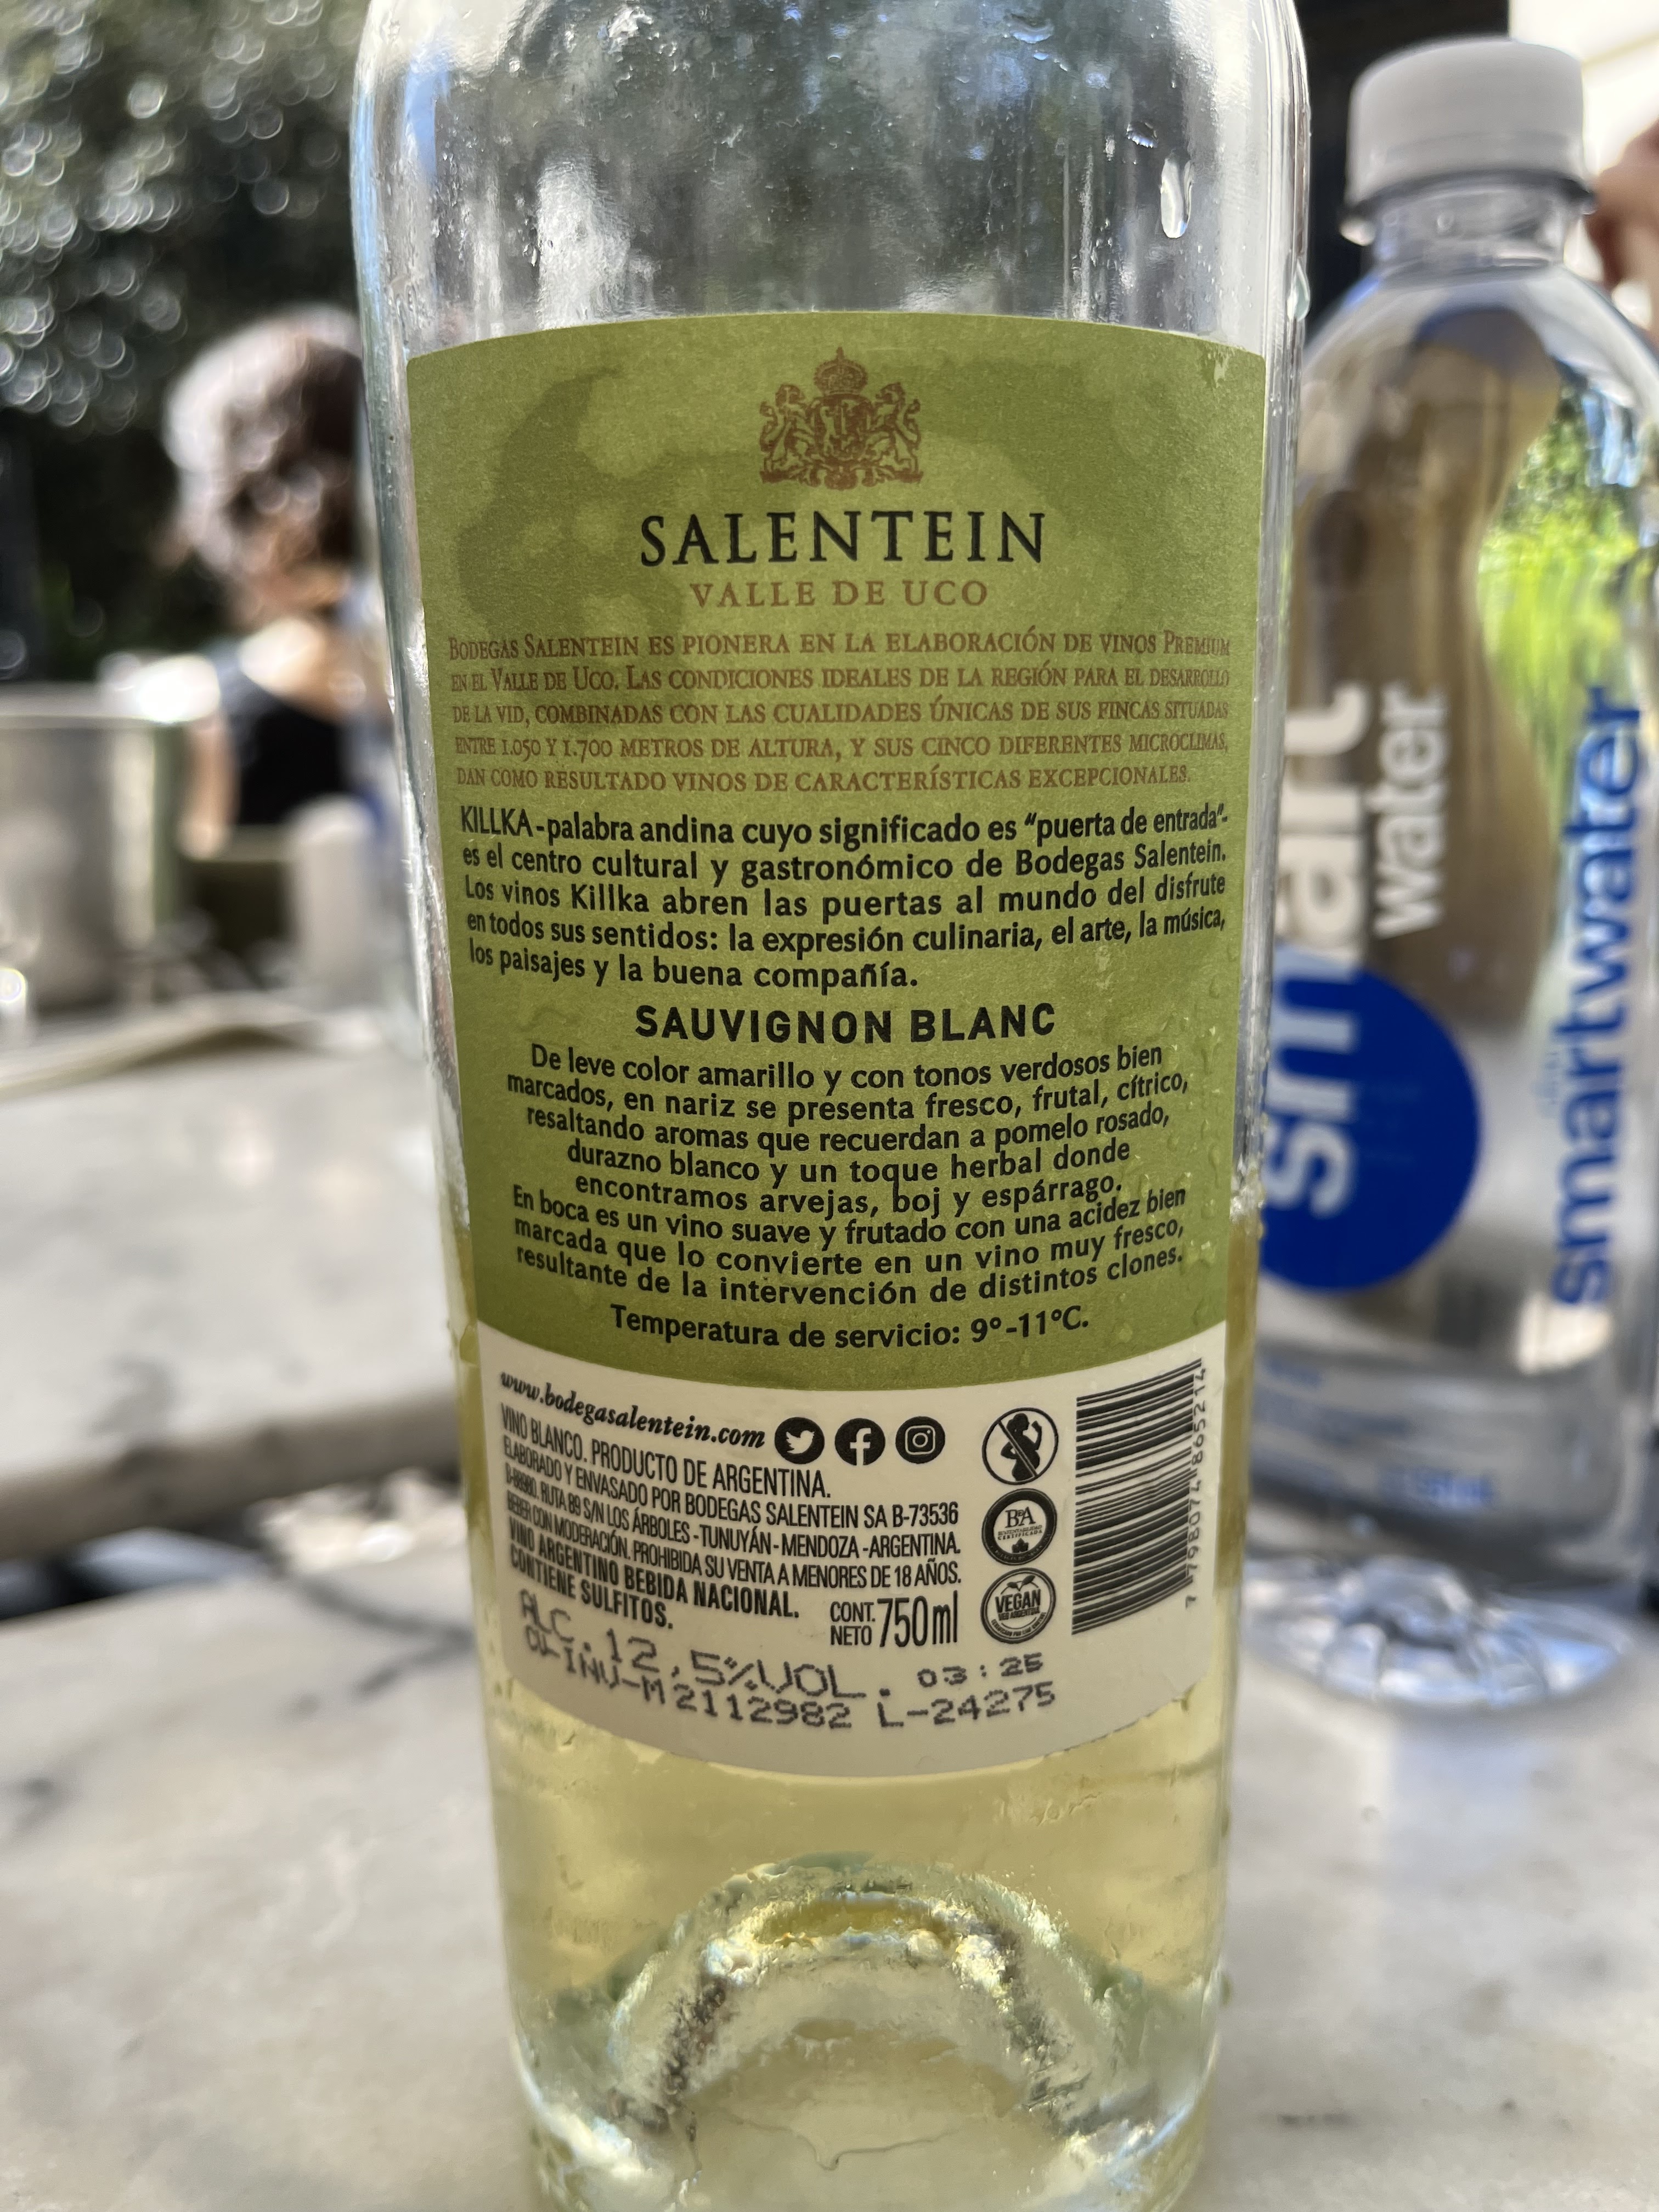 SALENTEIN
VALLE DE UCO
BODEGAS SALENTEIN ES PIONERA EN LA ELABORACIÓN DE VINOS PREMIUM
EN EL VALLE DE UCO. LAS CONDICIONES IDEALES DE LA REGIÓN PARA EL DESARROLLO
DE LA VID, COMBINADAS CON LAS CUALIDADES ÚNICAS DE SUS FINCAS SITUADAS
ENTRE 1.050 Y 1.700 METROS DE ALTURA, Y SUS CINCO DIFERENTES MICROCLIMAS,
DAN COMO RESULTADO VINOS DE CARACTERÍSTICAS EXCEPCIONALES.
KILLKA-palabra andina cuyo significado es "puerta de entrada"-
es el centro cultural y gastronómico de Bodegas Salentein.
Los vinos Killka abren las puertas al mundo del disfrute
en todos sus sentidos: la expresión culinaria, el arte, la música,
los paisajes y la buena compañía.
SAUVIGNON BLANC
De leve color amarillo y con tonos verdosos bien
marcados, en nariz se presenta fresco, frutal, cítrico,
resaltando aromas que recuerdan a pomelo rosado,
durazno blanco y un toque herbal donde
encontramos arvejas, boj y espárrago.
En boca es un vino suave y frutado con una acidez bien
marcada que lo convierte en un vino muy fresco,
resultante de la intervención de distintos clones.
Temperatura de servicio: 9°-11°C.
www.bodegasalentein.com
VINO BLANCO. PRODUCTO DE ARGENTINA.
ELABORADO Y ENVASADO POR BODEGAS SALENTEIN SA B-73536
RUTA 89 S/N LOS ÁRBOLES - TUNUYÁN - MENDOZA - ARGENTINA.
BEBER CON MODERACIÓN. PROHIBIDA SU VENTA A MENORES DE 18 AÑOS.
VINO ARGENTINO BEBIDA NACIONAL.
CONTIENE SULFITOS.
CONT.
NETO 750ml
B&A
VEGAN
7 798074 865214
ALC. 12,5%VOL. 03:25
CU-INV-M2112982 L-24275
smart
water
smartwater